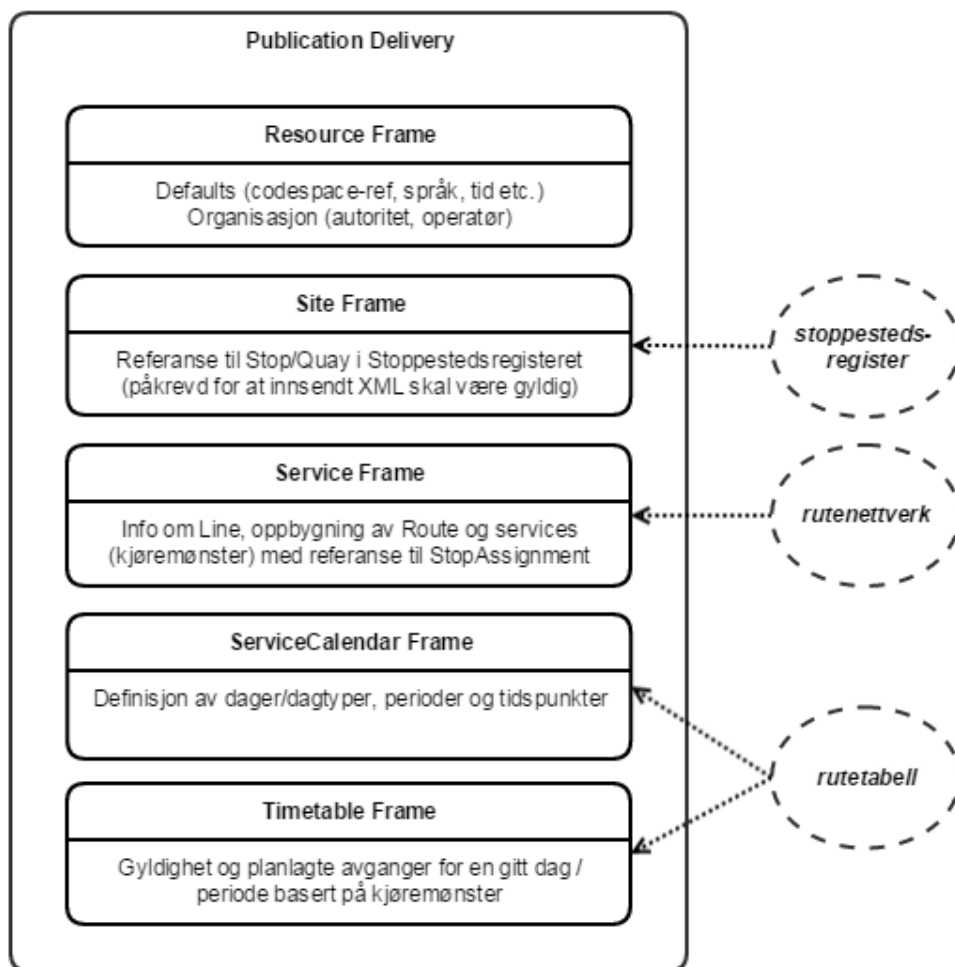 Publication Delivery
Resource Frame
Defaults (codespace-ref, språk, tid etc.)
Organisasjon (autoritet, operatør)
Site Frame
Referanse til Stop/Quay i Stoppestedsregisteret
(påkrevd for at innsendt XML skal være gyldig)
stoppesteds-
register
Service Frame
Info om Line, oppbygning av Route og services
(kjøremønster) med referanse til StopAssignment
rutenettverk
ServiceCalendar Frame
Definisjon av dager/dagtyper, perioder og tidspunkter
rutetabell
Timetable Frame
Gyldighet og planlagte avganger for en gitt dag /
periode basert på kjøremønster